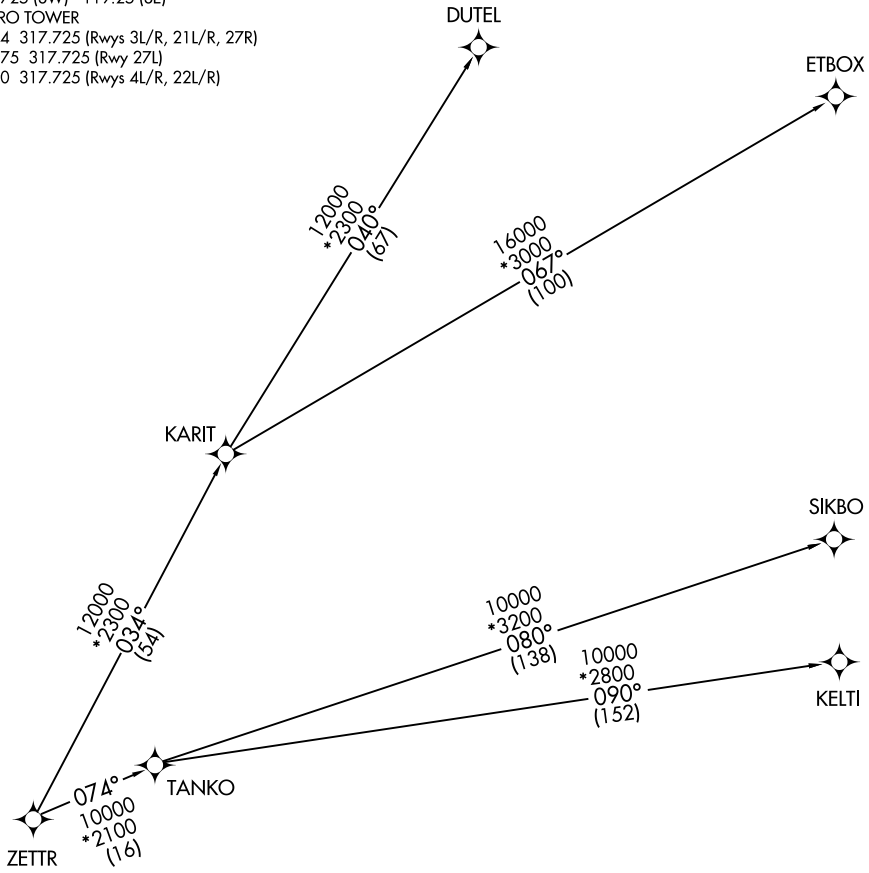 725 (SW) 119.25 (SE)
RO TOWER
4 317.725 (Rwys 3L/R, 21L/R, 27R)
75 317.725 (Rwy 27L)
0 317.725 (Rwys 4L/R, 22L/R)
DUTEL
ETBOX
12000
*2300
040°
(67)
16000
*3000
067°
(100)
KARIT
SIKBO
12000
*2300
034°
(54)
10000
*3200
080°
(138)
10000
*2800
090°
(152)
KELTI
TANKO
074°
10000
*2100
(16)
ZETTR